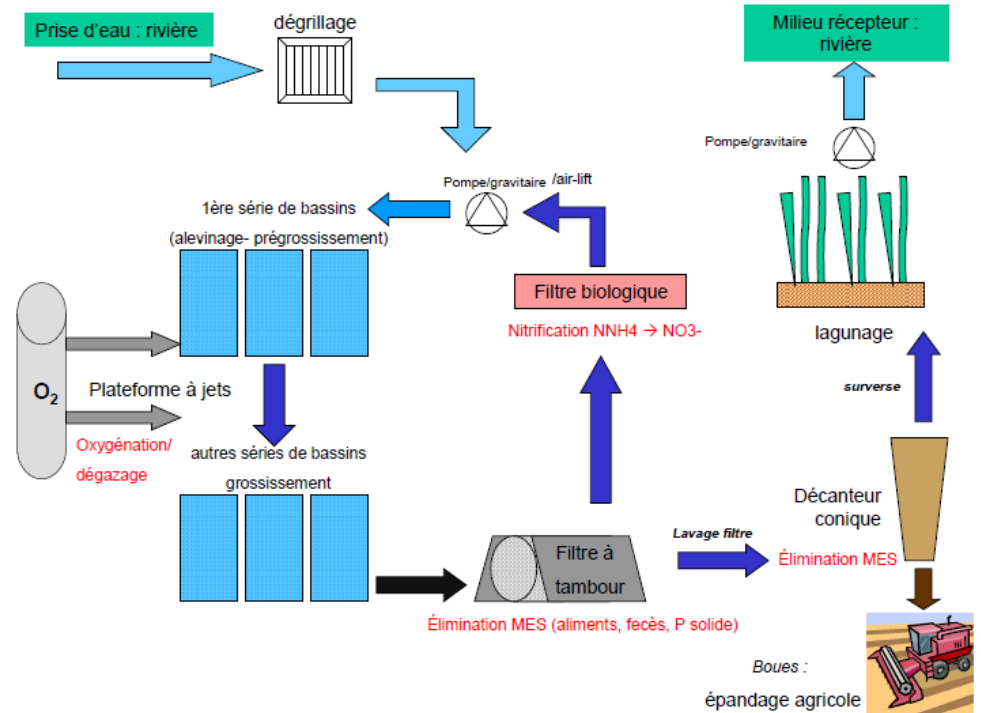 Prise d'eau : rivière
dégrillage
Milieu récepteur :
rivière
Pompe/gravitaire
Pompe/gravitaire /air-lift
1ère série de bassins
(alevinage- prégrossissement)
Filtre biologique
Nitrification NNH4 → NO3-
lagunage
surverse
O2
Plateforme à jets
Oxygénation/
dégazage
autres séries de bassins
grossissement
Décanteur
conique
Lavage filtre
Élimination MES
Filtre à
tambour
Élimination MES (aliments, fecès, P solide)
Boues :
épandage agricole